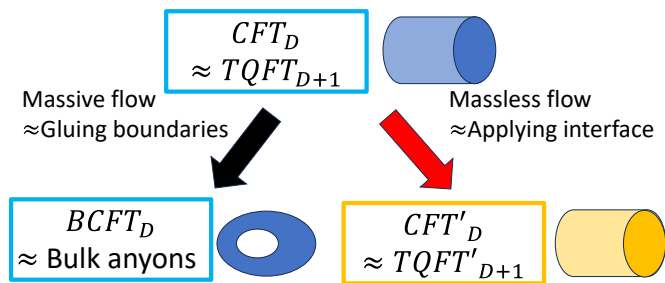 CFT_D
≈ TQFT_{D+1}
Massive flow
≈Gluing boundaries
Massless flow
≈Applying interface
BCFT_D
≈ Bulk anyons
CFT'_D
≈ TQFT'_{D+1}